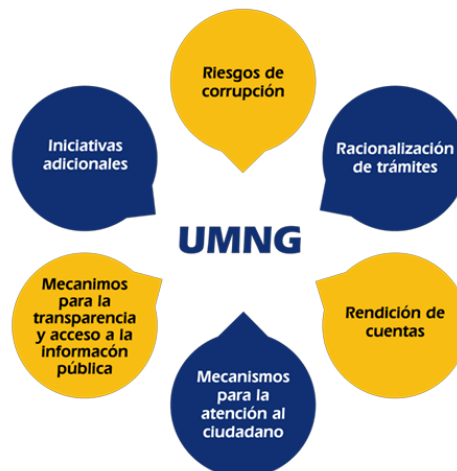 Riesgos de
corrupción
Iniciativas
adicionales
Racionalización
de trámites
UMNG
Mecanimos
para la
transparencia
y acceso a la
informacón
pública
Rendición de
cuentas
Mecanismos
para la
atención al
ciudadano